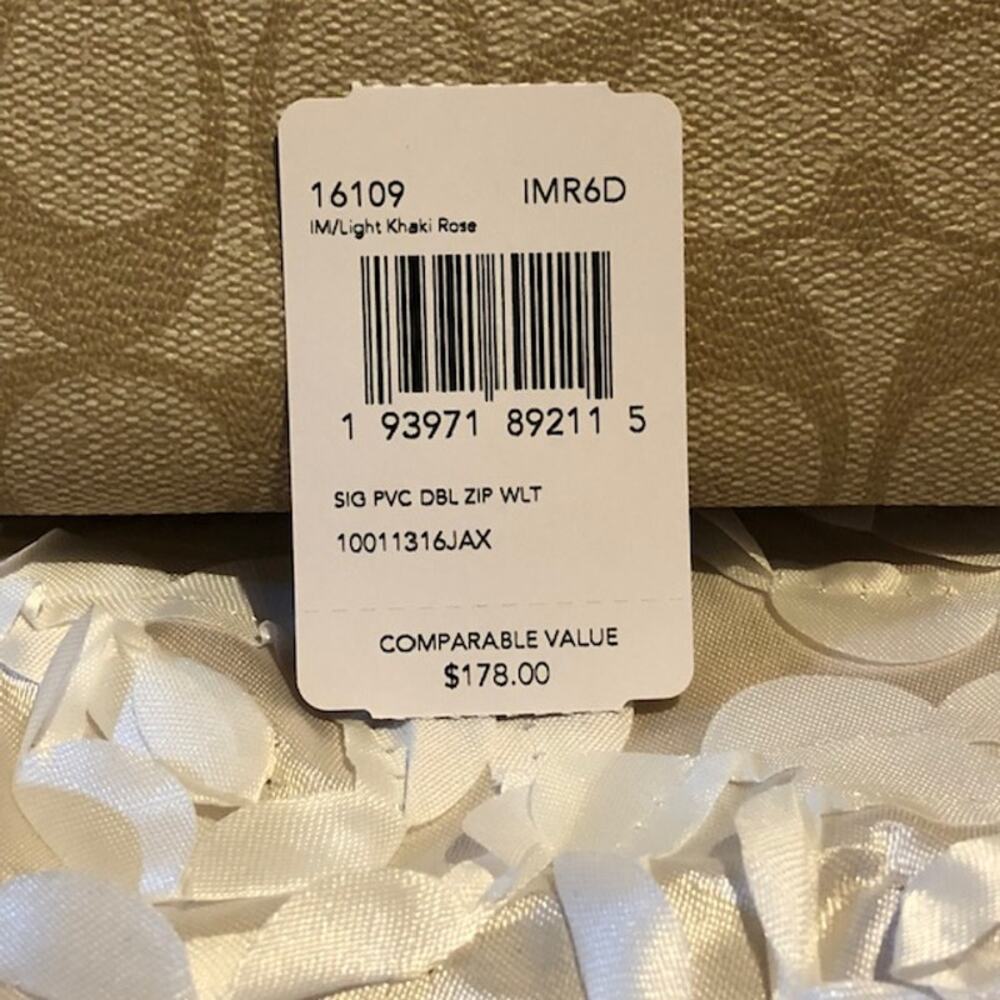 16109 IMR6D
IM/Light Khaki Rose
1 93971 89211 5
SIG PVC DBL ZIP WLT
10011316JAX
COMPARABLE VALUE
$178.00